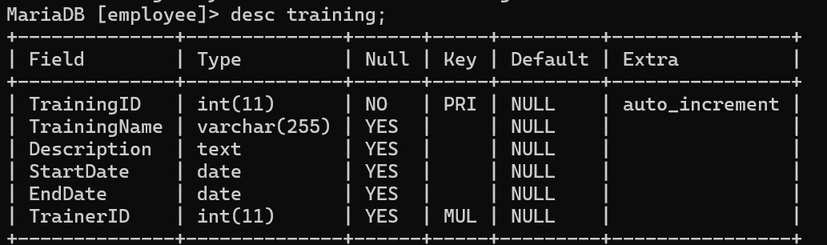 MariaDB [employee]> desc training;
+--------------+--------------+------+-----+---------+----------------+
| Field        | Type         | Null | Key | Default | Extra          |
+--------------+--------------+------+-----+---------+----------------+
| TrainingID   | int(11)      | NO   | PRI | NULL    | auto_increment |
| TrainingName | varchar(255) | YES  |     | NULL    |                |
| Description  | text         | YES  |     | NULL    |                |
| StartDate    | date         | YES  |     | NULL    |                |
| EndDate      | date         | YES  |     | NULL    |                |
| TrainerID    | int(11)      | YES  | MUL | NULL    |                |
+--------------+--------------+------+-----+---------+----------------+